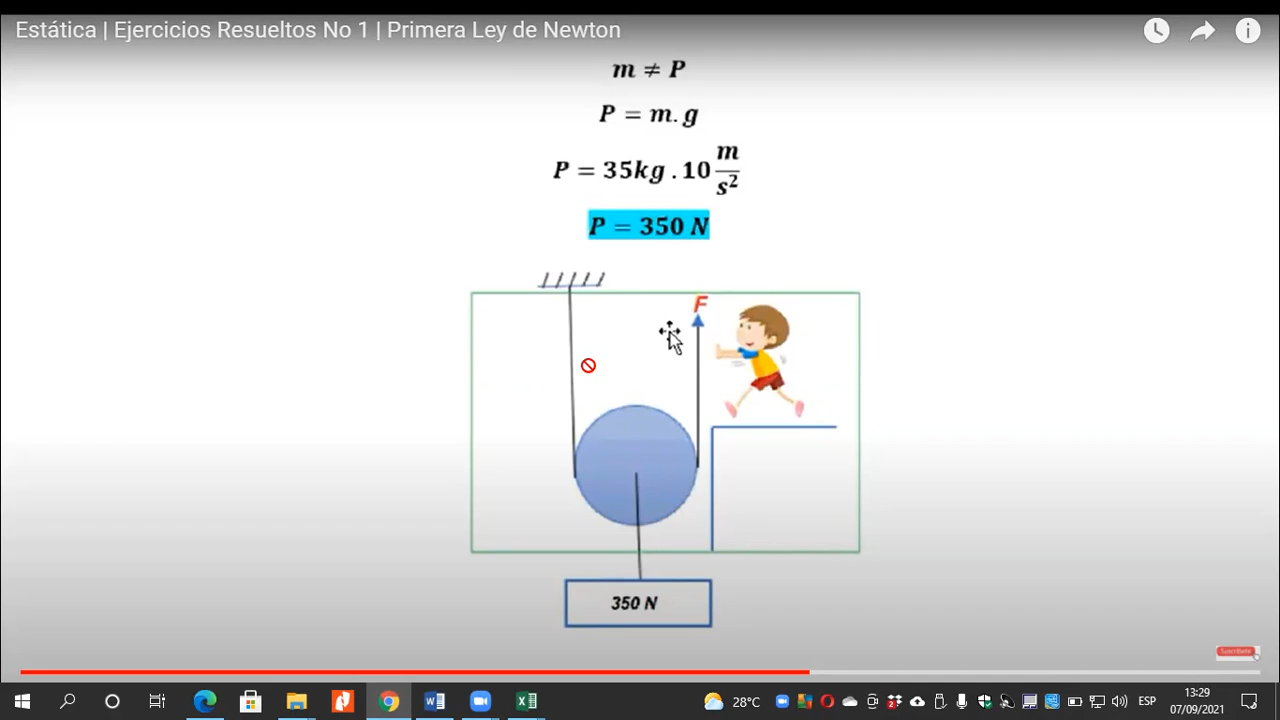 Estática | Ejercicios Resueltos No 1 | Primera Ley de Newton
m ≠ P
P = m. g
P = 35kg . 10 m/s²
P = 350 N
F
350 N
Suscríbete
28°C
ESP
13:29
07/09/2021